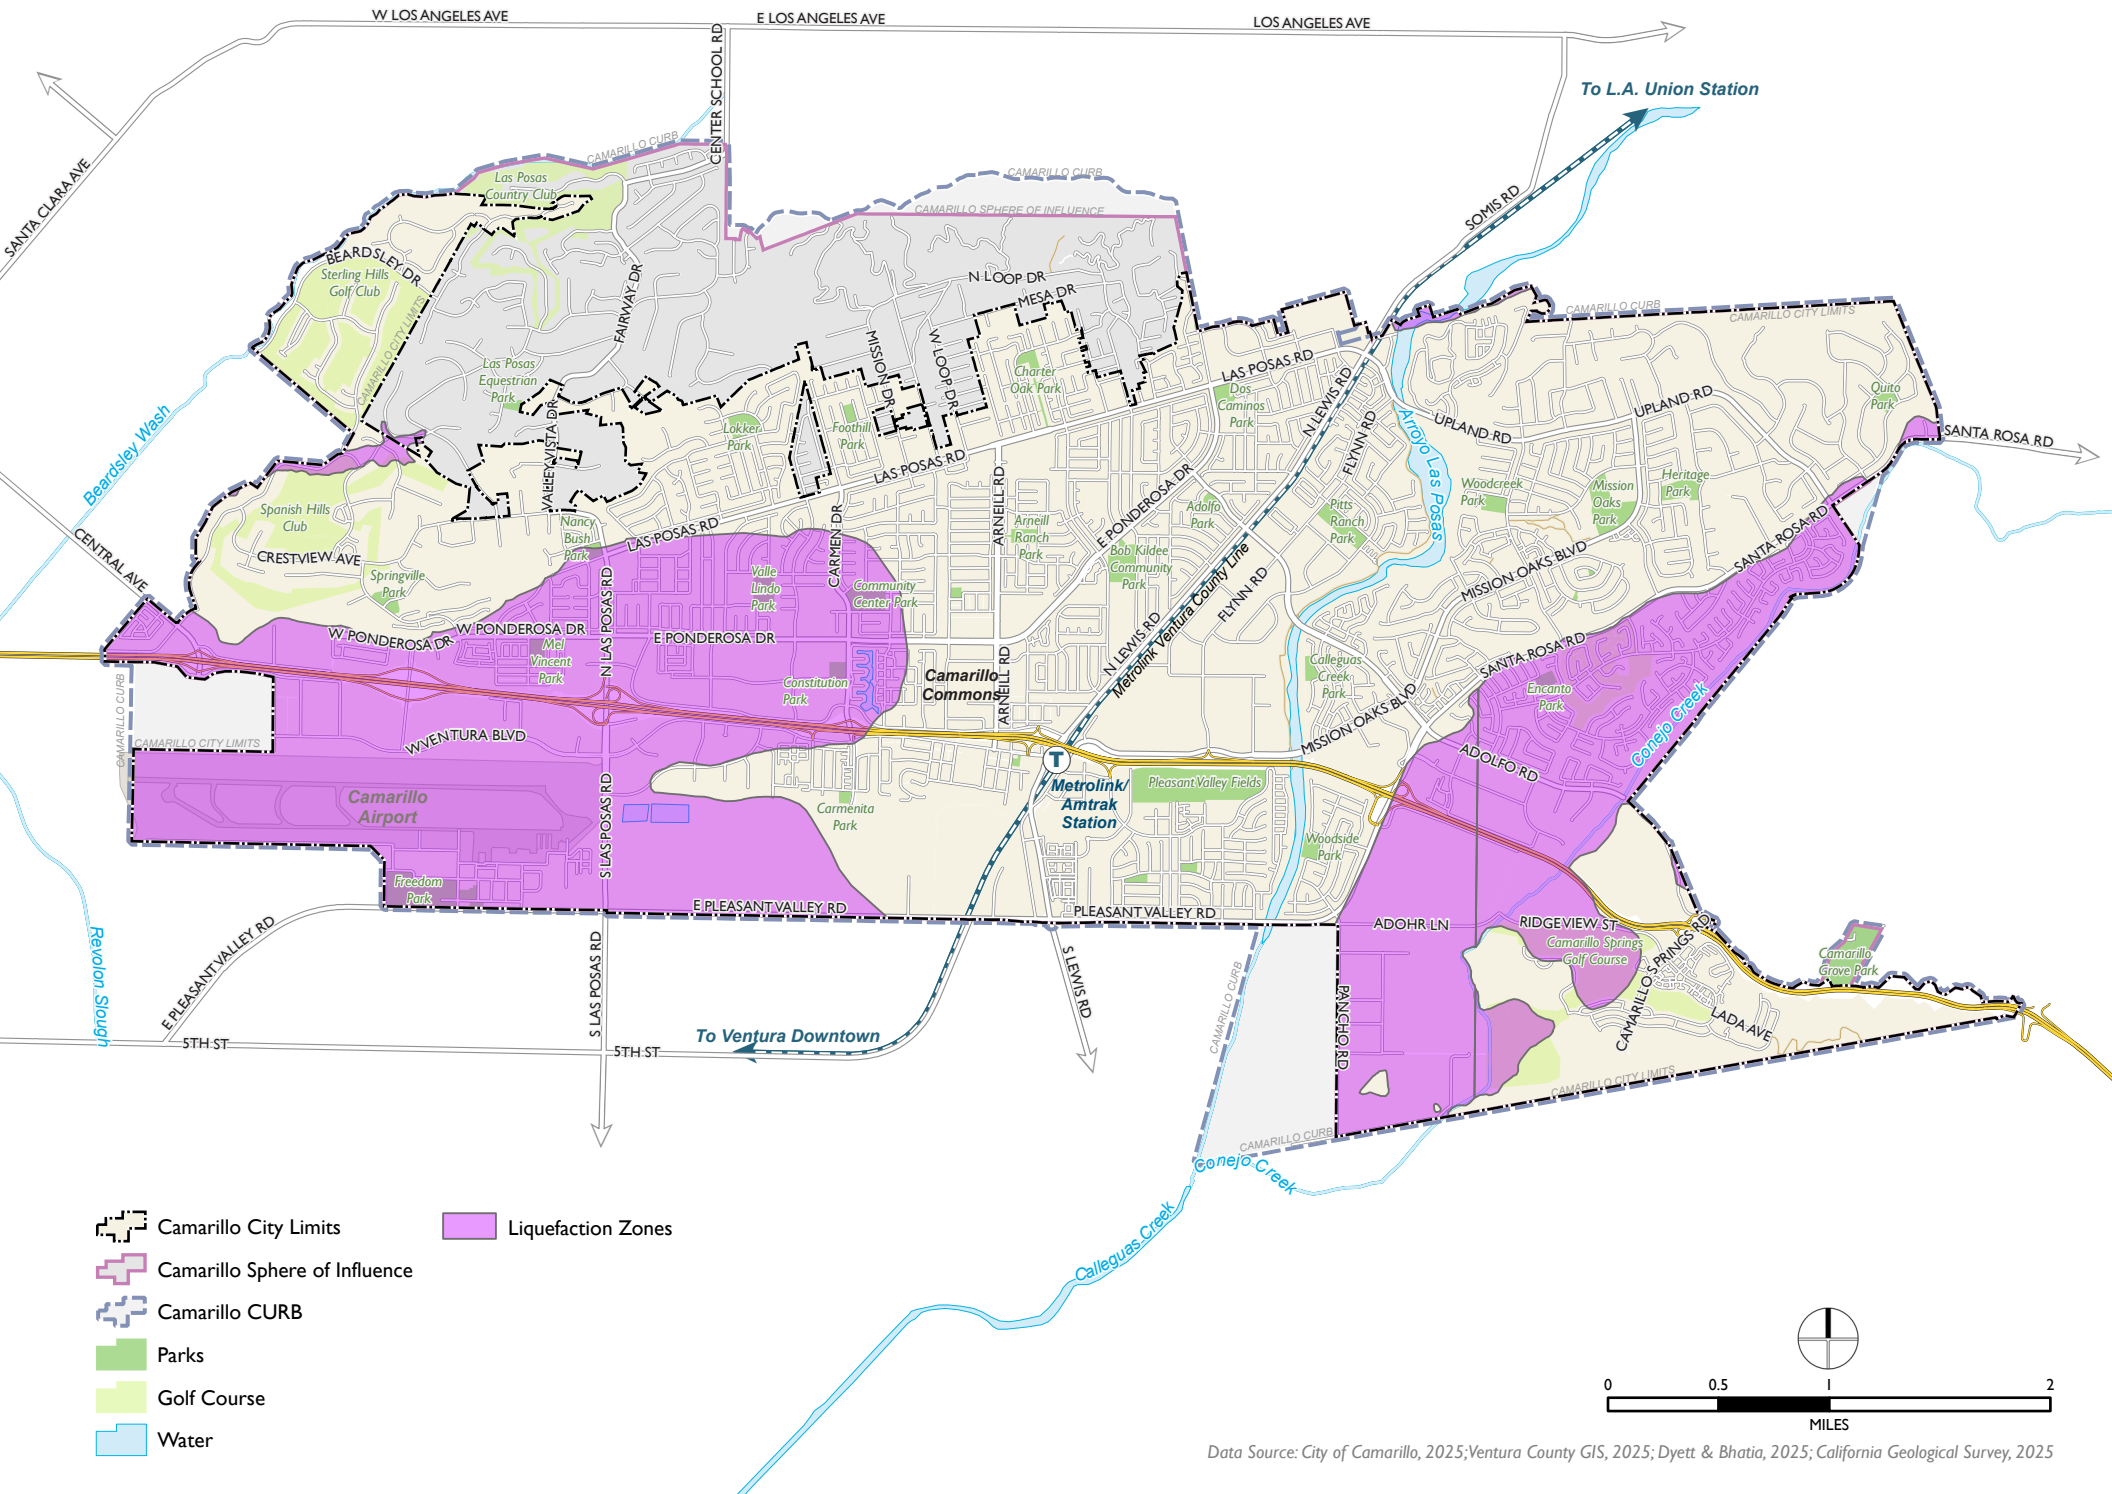 W LOS ANGELES AVE
E LOS ANGELES AVE
LOS ANGELES AVE
CENTER SCHOOL RD
To L.A. Union Station
SANTA CLARA AVE
CAMARILLO CURB
CAMARILLO CURB
Las Posas
Country Club
SOMIS RD
CAMARILLO SPHERE OF INFLUENCE
BEARDSLEY DR
Sterling Hills
Golf Club
FAIRWAY DR
N LOOP DR
MESA DR
CAMARILLO CITY LIMITS
CAMARILLO CURB
CAMARILLO CITY LIMITS
MISSION DR
W LOOP DR
Las Posas
Equestrian
Park
Charter
Oak Park
LAS POSAS RD
Dos
Caminos
Park
N LEWIS RD
FLYNN RD
Arroyo Las Posas
UPLAND RD
UPLAND RD
Quito
Park
SANTA ROSA RD
Beardsley Wash
VALLEY VISTA DR
Lokker
Park
Foothill
Park
LAS POSAS RD
Spanish Hills
Club
Nancy
Bush
Park
LAS POSAS RD
CARMEN DR
ARNEILL RD
Arneill
Ranch
Park
E PONDEROSA DR
Adolfo
Park
Pitts
Ranch
Park
Woodcreek
Park
Mission
Oaks
Park
Heritage
Park
SANTA ROSA RD
CENTRAL AVE
CRESTVIEW AVE
Springville
Park
Valle
Lindo
Park
Community
Center Park
Bob Kildee
Community
Park
Metrolink Ventura County Line
FLYNN RD
MISSION OAKS BLVD
W PONDEROSA DR
W PONDEROSA DR
N LAS POSAS RD
E PONDEROSA DR
Mel
Vincent
Park
Constitution
Park
Camarillo
Commons
ARNEILL RD
N LEWIS RD
Calleguas
Creek
Park
SANTA ROSA RD
Encanto
Park
MISSION OAKS BLVD
Conejo Creek
CAMARILLO CURB
CAMARILLO CITY LIMITS
W VENTURA BLVD
ADOLFO RD
T
Metrolink/
Amtrak
Station
Pleasant Valley Fields
Camarillo
Airport
S LAS POSAS RD
Carmenita
Park
Woodside
Park
Freedom
Park
E PLEASANT VALLEY RD
PLEASANT VALLEY RD
ADOHR LN
RIDGEVIEW ST
Camarillo Springs
Golf Course
CAMARILLO SPRINGS RD
Camarillo
Grove Park
Revolon Slough
E PLEASANT VALLEY RD
S LAS POSAS RD
S LEWIS RD
CAMARILLO CURB
PANCHO RD
LADA AVE
To Ventura Downtown
5TH ST
5TH ST
CAMARILLO CITY LIMITS
CAMARILLO CURB
Conejo Creek
Calleguas Creek
Camarillo City Limits
Liquefaction Zones
Camarillo Sphere of Influence
Camarillo CURB
Parks
Golf Course
Water
0 0.5 1 2
MILES
Data Source: City of Camarillo, 2025; Ventura County GIS, 2025; Dyett & Bhatia, 2025; California Geological Survey, 2025